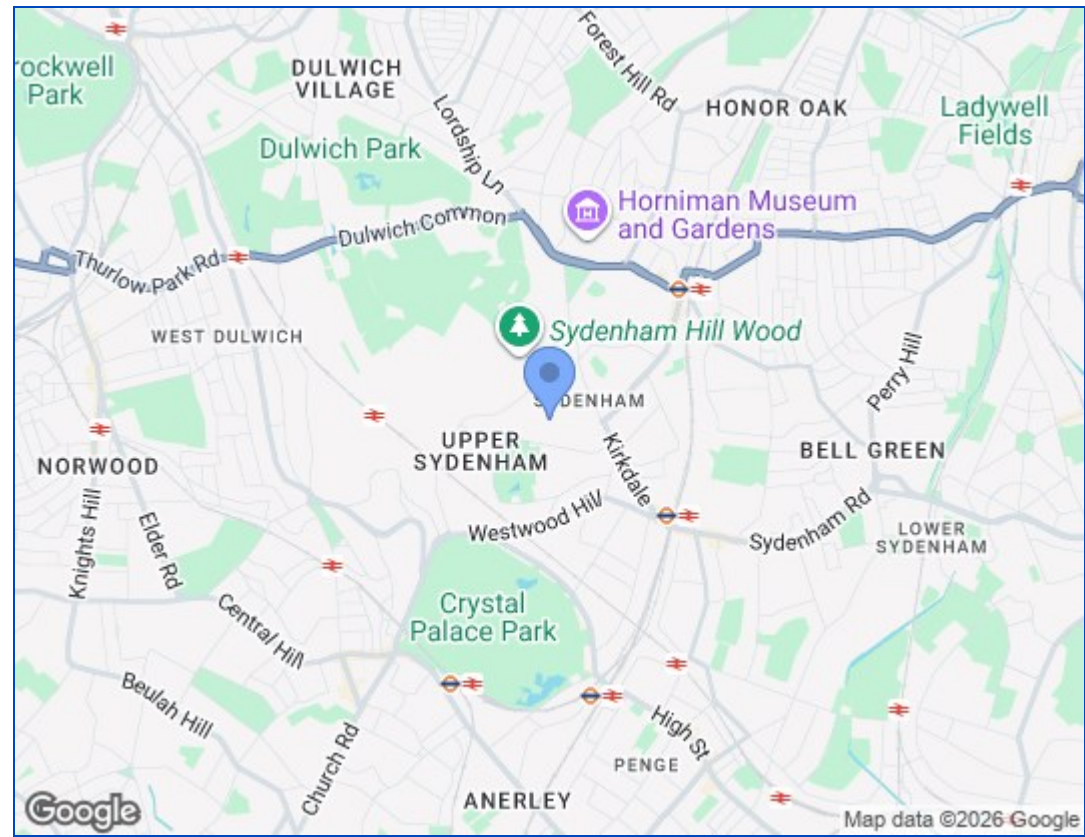 rockwell
Park
DULWICH
VILLAGE
Forest Hill Rd
HONOR OAK
Ladywell
Fields
Lordship Ln
Dulwich Park
Horniman Museum
and Gardens
Dulwich Common
Thurlow Park Rd
WEST DULWICH
Sydenham Hill Wood
Perry Hill
SYDENHAM
UPPER
SYDENHAM
Kirkdale
BELL GREEN
NORWOOD
Knights Hill
Elder Rd
Westwood Hill
Sydenham Rd
LOWER
SYDENHAM
Crystal
Palace Park
Central Hill
Beulah Hill
Church Rd
High St
PENGE
ANERLEY
Google
Map data ©2026 Google